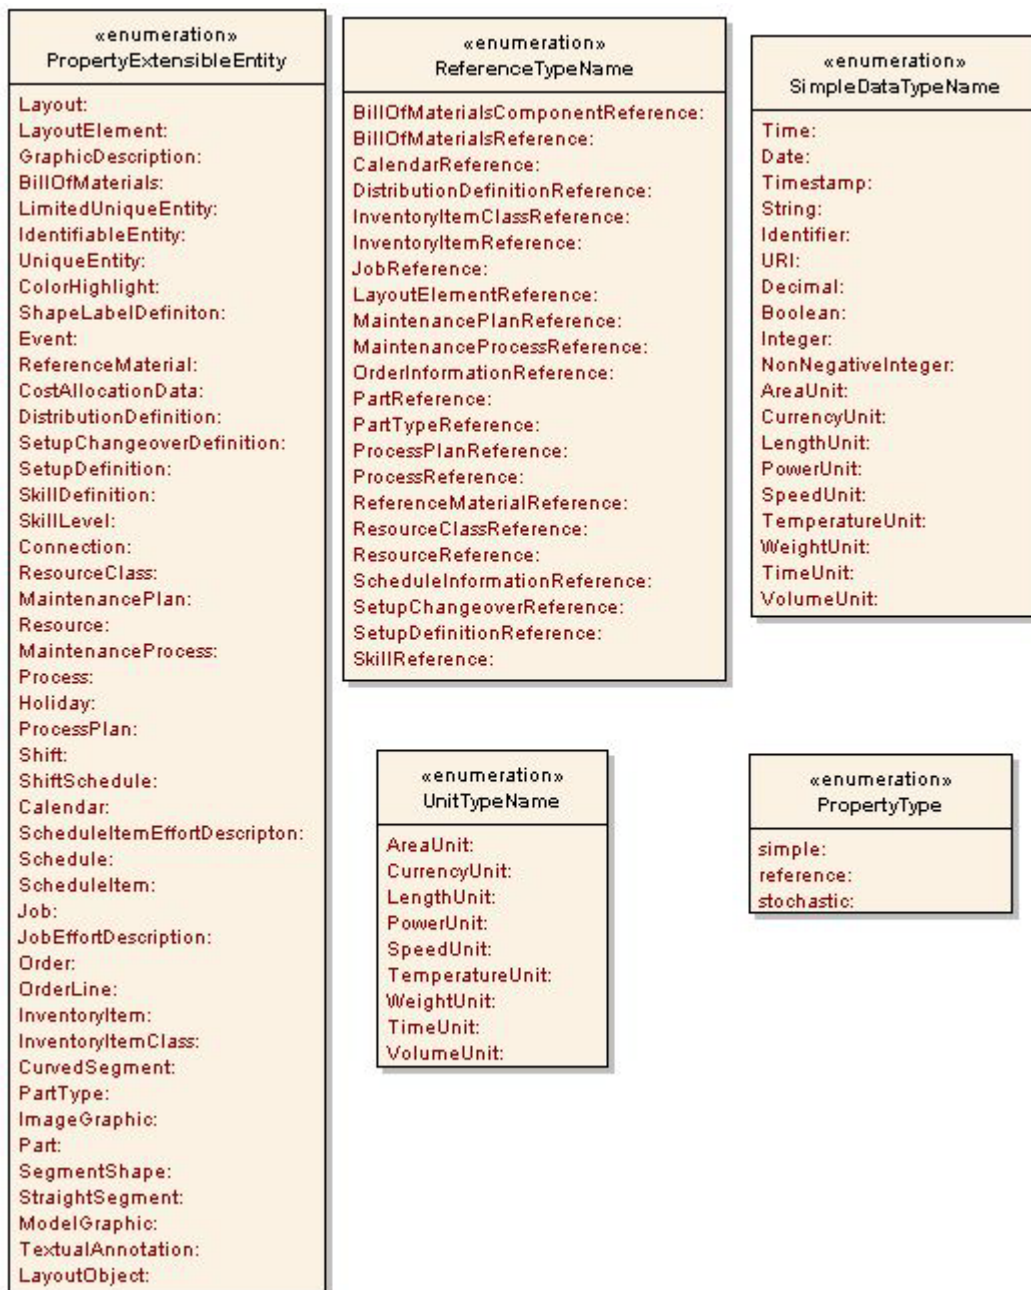 «enumeration»
PropertyExtensibleEntity
Layout:
LayoutElement:
GraphicDescription:
BillOfMaterials:
LimitedUniqueEntity:
IdentifiableEntity:
UniqueEntity:
ColorHighlight:
ShapeLabelDefiniton:
Event:
ReferenceMaterial:
CostAllocationData:
DistributionDefinition:
SetupChangeoverDefinition:
SetupDefinition:
SkillDefinition:
SkillLevel:
Connection:
ResourceClass:
MaintenancePlan:
Resource:
MaintenanceProcess:
Process:
Holiday:
ProcessPlan:
Shift:
ShiftSchedule:
Calendar:
ScheduleItemEffortDescripton:
Schedule:
ScheduleItem:
Job:
JobEffortDescription:
Order:
OrderLine:
InventoryItem:
InventoryItemClass:
CurvedSegment:
PartType:
ImageGraphic:
Part:
SegmentShape:
StraightSegment:
ModelGraphic:
TextualAnnotation:
LayoutObject:
«enumeration»
ReferenceTypeName
BillOfMaterialsComponentReference:
BillOfMaterialsReference:
CalendarReference:
DistributionDefinitionReference:
InventoryItemClassReference:
InventoryItemReference:
JobReference:
LayoutElementReference:
MaintenancePlanReference:
MaintenanceProcessReference:
OrderInformationReference:
PartReference:
PartTypeReference:
ProcessPlanReference:
ProcessReference:
ReferenceMaterialReference:
ResourceClassReference:
ResourceReference:
ScheduleInformationReference:
SetupChangeoverReference:
SetupDefinitionReference:
SkillReference:
«enumeration»
SimpleDataTypeName
Time:
Date:
Timestamp:
String:
Identifier:
URI:
Decimal:
Boolean:
Integer:
NonNegativeInteger:
AreaUnit:
CurrencyUnit:
LengthUnit:
PowerUnit:
SpeedUnit:
TemperatureUnit:
WeightUnit:
TimeUnit:
VolumeUnit:
«enumeration»
UnitTypeName
AreaUnit:
CurrencyUnit:
LengthUnit:
PowerUnit:
SpeedUnit:
TemperatureUnit:
WeightUnit:
TimeUnit:
VolumeUnit:
«enumeration»
PropertyType
simple:
reference:
stochastic: